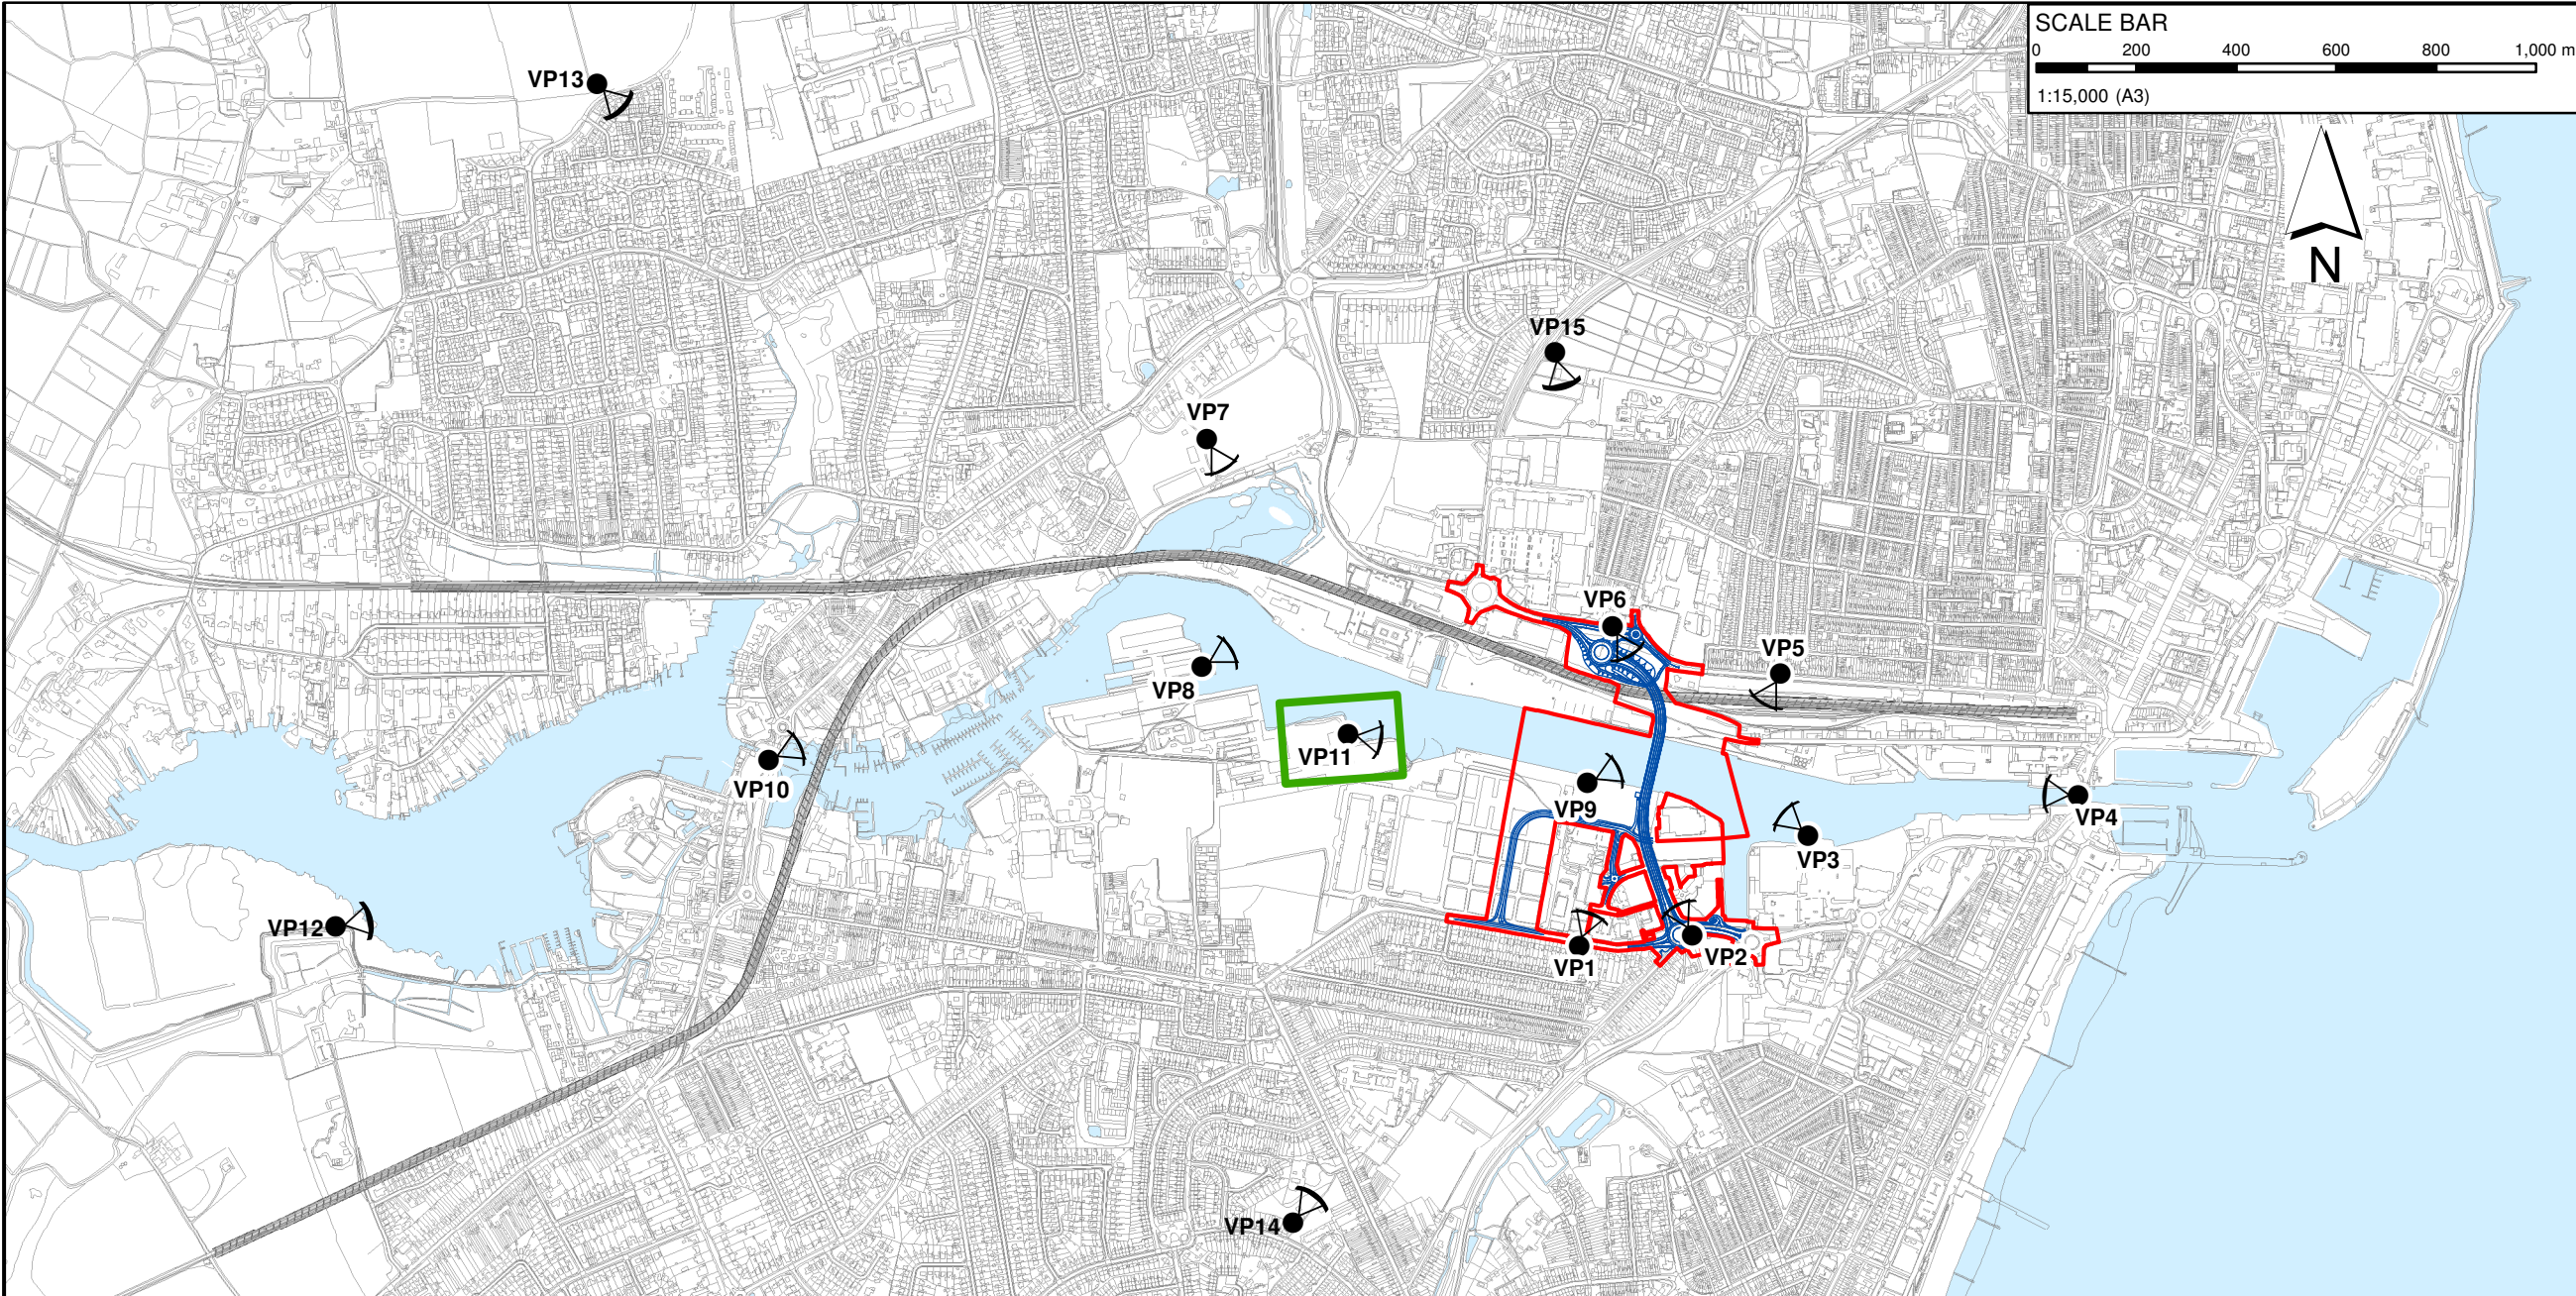 SCALE BAR
0 200 400 600 800 1,000 m
1:15,000 (A3)
N
VP13
VP15
VP7
VP6
VP5
VP8
VP11
VP10
VP9
VP4
VP3
VP12
VP2
VP1
VP14